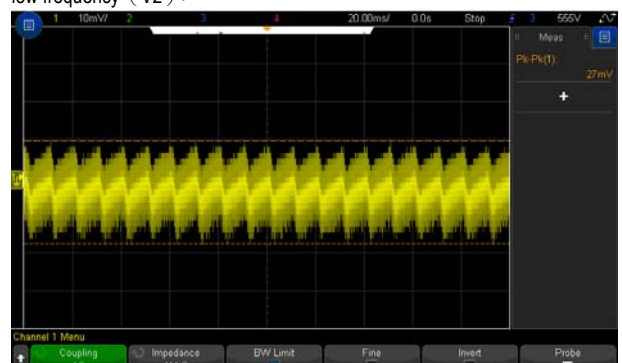 low frequency（V2）:
1 10mV/ 2 3 4 20.00ms/ 0.0s Stop 3 555V
Meas
Pk-Pk(1):
27mV
+
Channel 1 Menu
Coupling Impedance BW Limit Fine Invert Probe